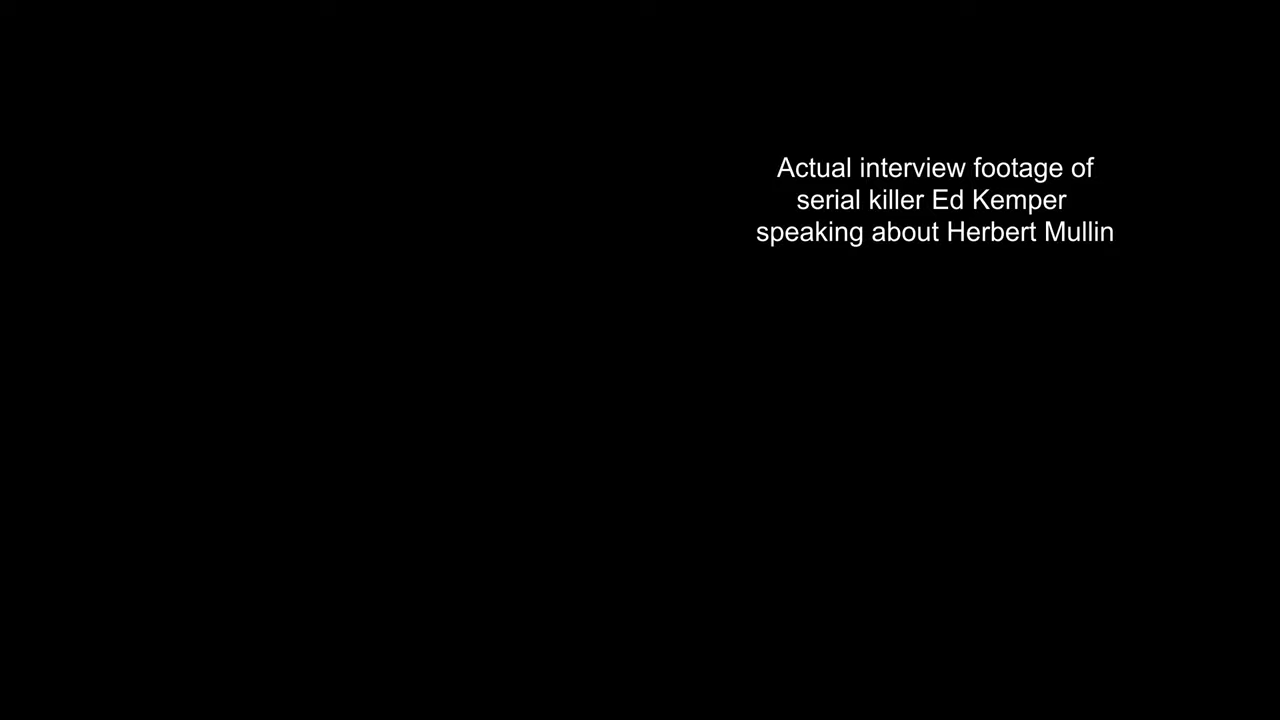 Actual interview footage of
serial killer Ed Kemper
speaking about Herbert Mullin